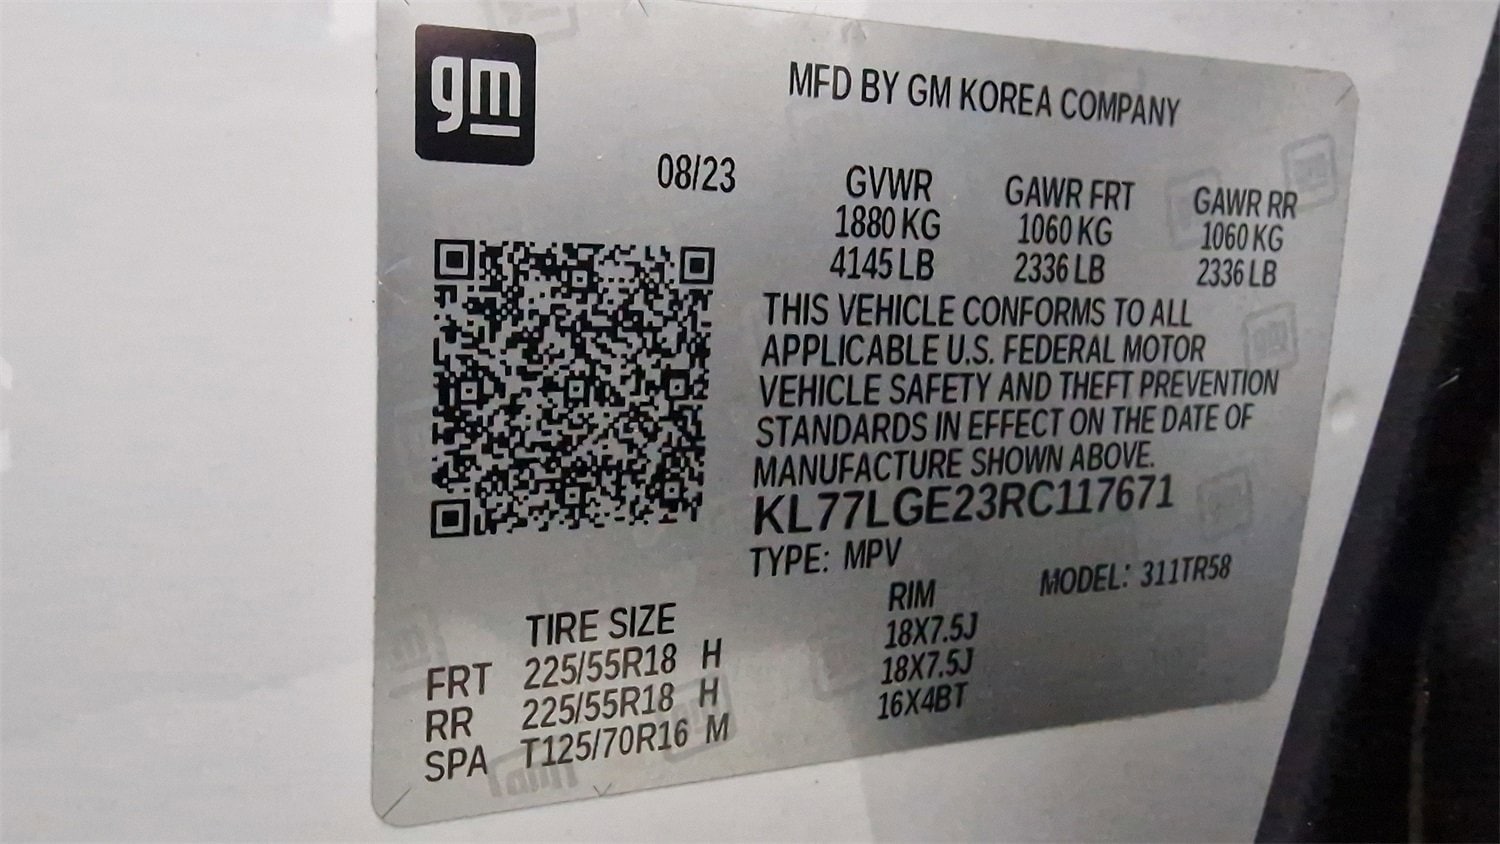 gm
MFD BY GM KOREA COMPANY
08/23
GVWR GAWR FRT GAWR RR
1880 KG 1060 KG 1060 KG
4145 LB 2336 LB 2336 LB
THIS VEHICLE CONFORMS TO ALL
APPLICABLE U.S. FEDERAL MOTOR
VEHICLE SAFETY AND THEFT PREVENTION
STANDARDS IN EFFECT ON THE DATE OF
MANUFACTURE SHOWN ABOVE.
KL77LGE23RC117671
TYPE: MPV MODEL: 311TR58
TIRE SIZE RIM
FRT 225/55R18 H 18X7.5J
RR 225/55R18 H 18X7.5J
SPA T125/70R16 M 16X4BT